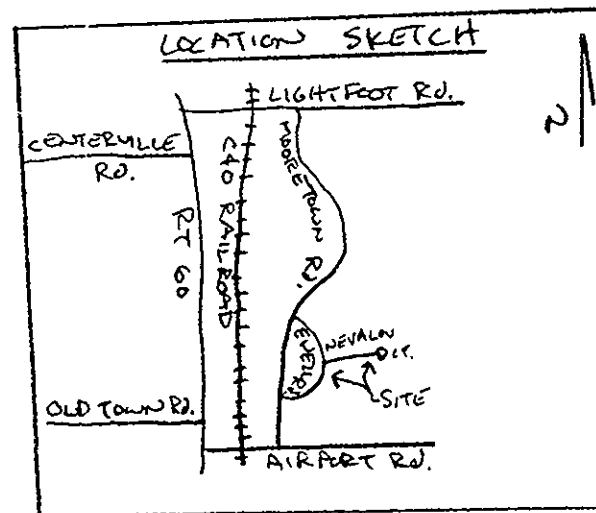 LOCATION SKETCH
N
LIGHTFOOT RD.
CENTERVILLE
RD.
MOORETOWN RD.
C&O RAILROAD
RT 60
NEVALN
CT.
SITE
OLD TOWN RD.
AIRPORT RD.